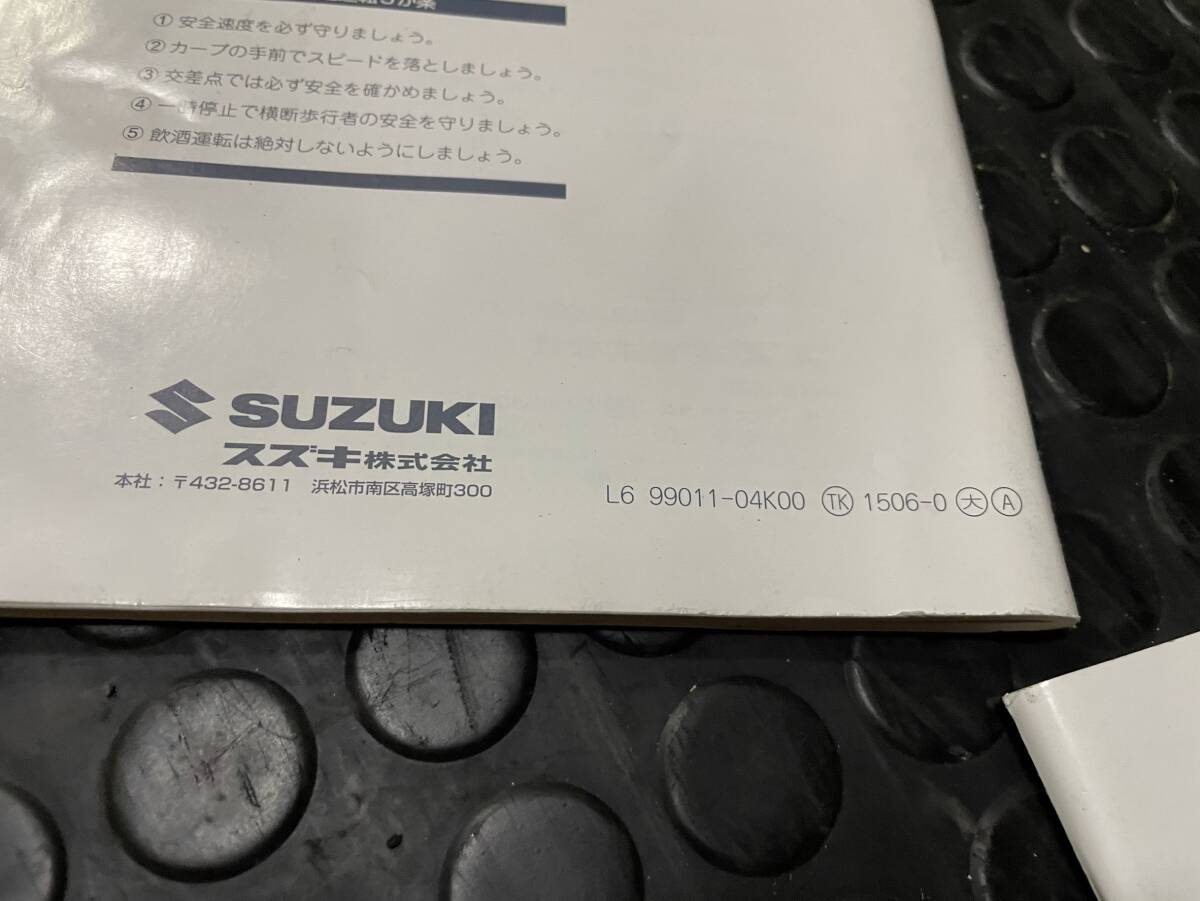 ① 安全速度を必ず守りましょう。
② カーブの手前でスピードを落としましょう。
③ 交差点では必ず安全を確かめましょう。
④ 一時停止で横断歩行者の安全を守りましょう。
⑤ 飲酒運転は絶対しないようにしましょう。
SUZUKI
スズキ株式会社
本社:〒432-8611 浜松市南区高塚町300
L6 99011-04K00 ㉿ 1506-0 大 A